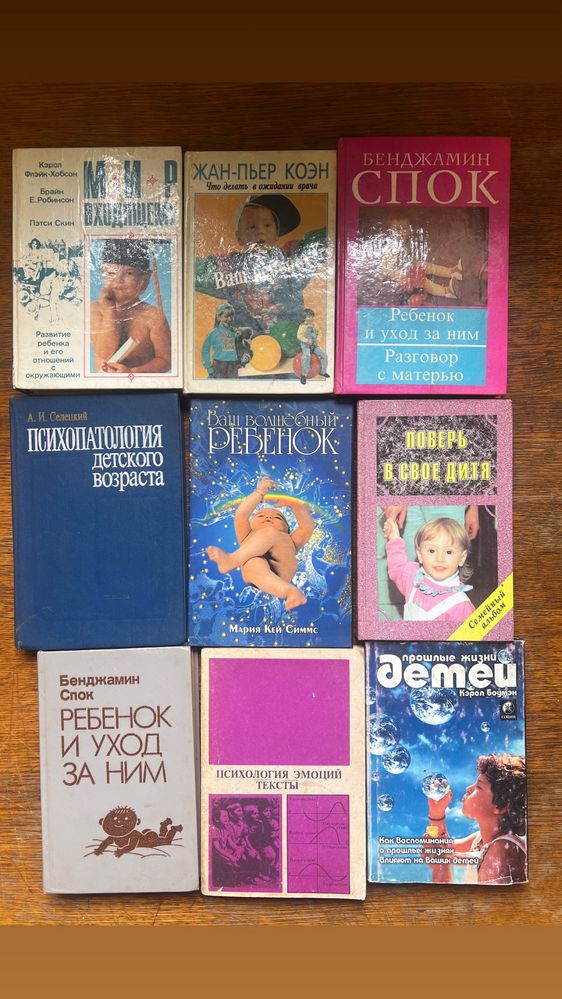 Кэрол
Флэйк-Хобсон
Брайн
Е.Робинсон
Пэтси Скин
М•И•Р
ВХОДЯЩЕМУ
Развитие
ребенка
и его
отношений
с
окружающими
ЖАН-ПЬЕР КОЭН
Что делать в ожидании врача
Ваш
БЕНДЖАМИН
СПОК
Ребенок
и уход за ним
Разговор
с матерью
А. И. Селецкий
ПСИХОПАТОЛОГИЯ
детского
возраста
Ваш волшебный
РЕБЕНОК
Мария Кей Симмс
ПОВЕРЬ
В СВОЕ ДИТЯ
Семейный
альбом
Бенджамин
Спок
РЕБЕНОК
И УХОД
ЗА НИМ
ПСИХОЛОГИЯ ЭМОЦИЙ
ТЕКСТЫ
прошлые жизни
детей
Кэрол Боумэн
СОФИЯ
Как воспоминания
о прошлых жизнях
влияют на ваших детей